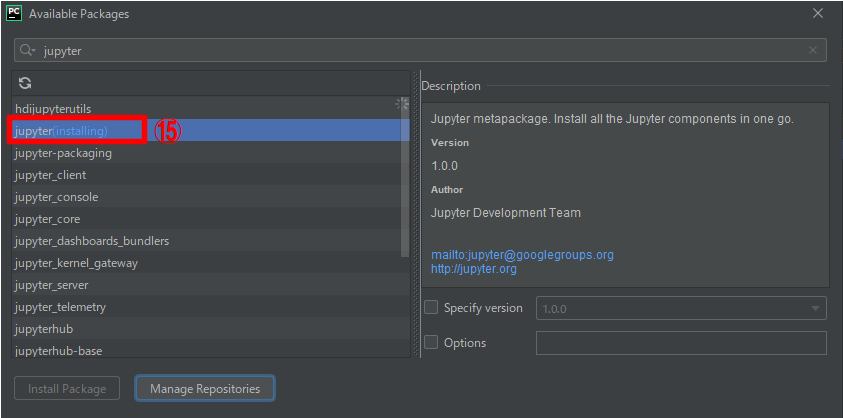 PC Available Packages
jupyter
hdijupyterutils
jupyter(installing) ⑮
jupyter-packaging
jupyter_client
jupyter_console
jupyter_core
jupyter_dashboards_bundlers
jupyter_kernel_gateway
jupyter_server
jupyter_telemetry
jupyterhub
jupyterhub-base
Description
Jupyter metapackage. Install all the Jupyter components in one go.
Version
1.0.0
Author
Jupyter Development Team
mailto:jupyter@googlegroups.org
http://jupyter.org
Specify version 1.0.0
Options
Install Package Manage Repositories